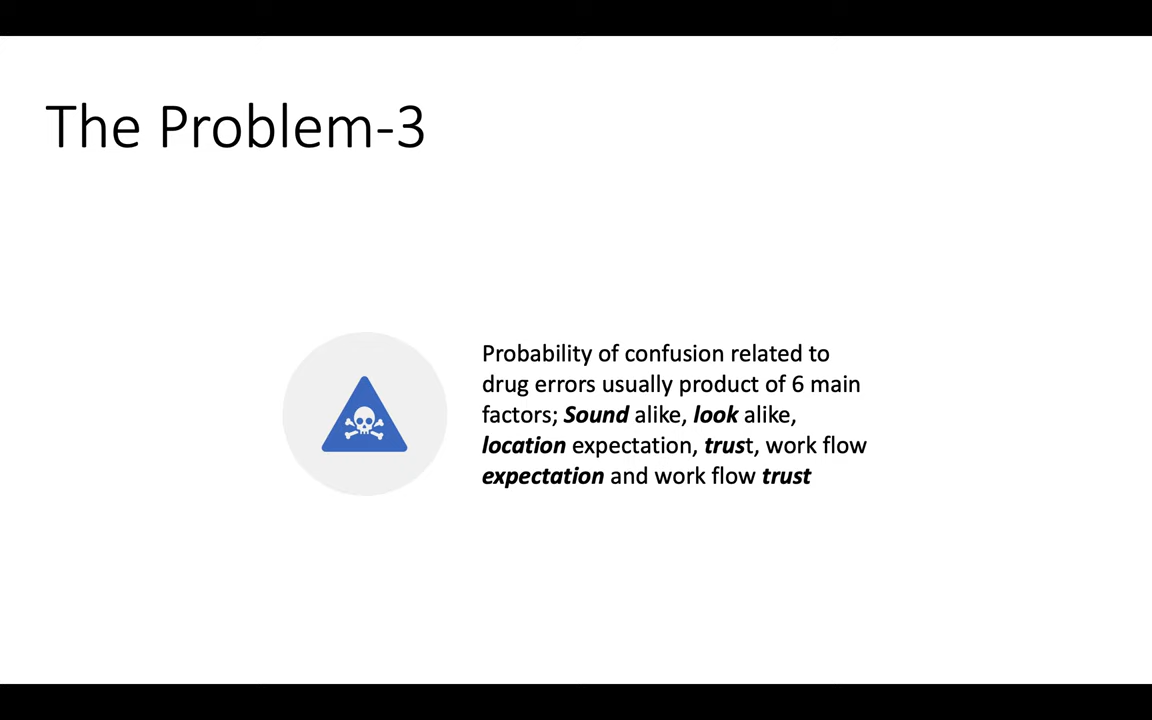 The Problem-3
Probability of confusion related to
drug errors usually product of 6 main
factors; Sound alike, look alike,
location expectation, trust, work flow
expectation and work flow trust